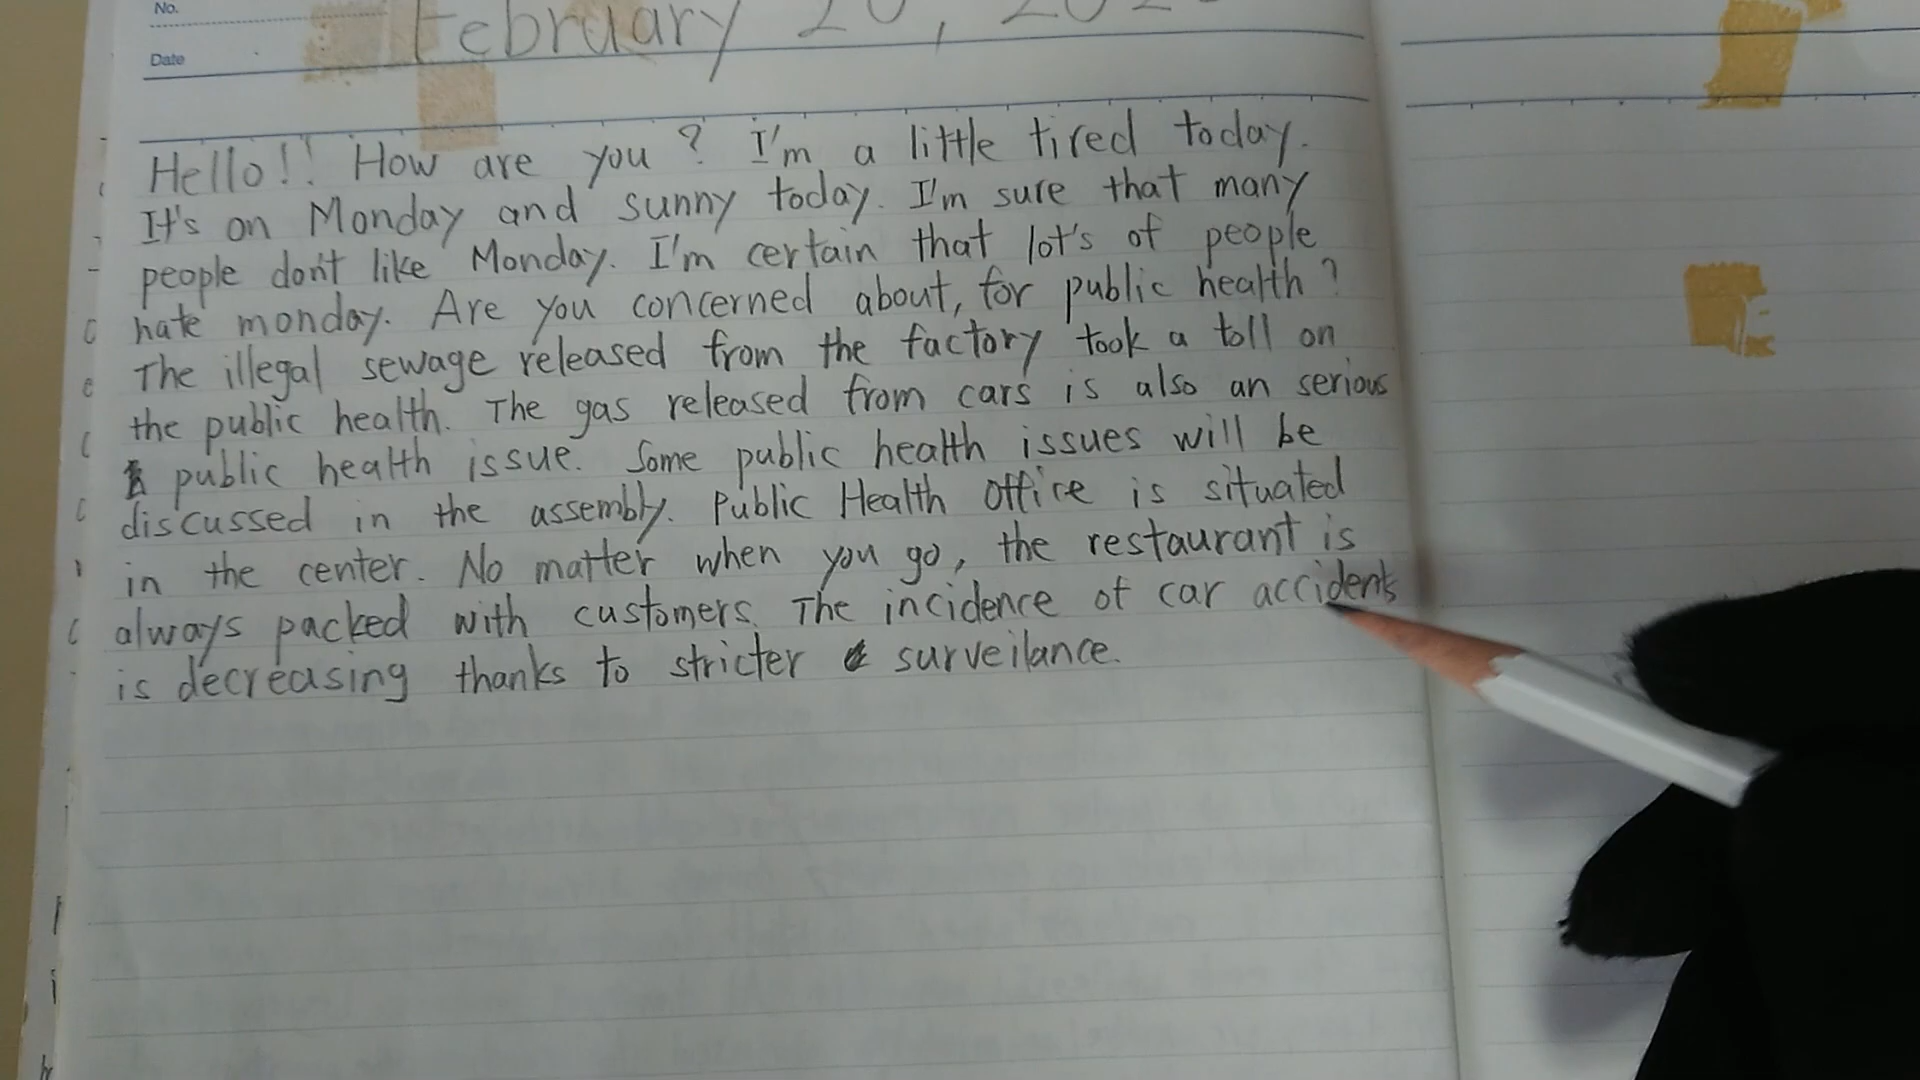 No.
Date
February 20, 202
Hello!! How are you? I'm a little tired today.
It's on Monday and sunny today. I'm sure that many
people don't like Monday. I'm certain that lot's of people
hate monday. Are you concerned about, for public health?
The illegal sewage released from the factory took a toll on
the public health. The gas released from cars is also an serious
public health issue. Some public health issues will be
discussed in the assembly. Public Health Office is situated
in the center. No matter when you go, the restaurant is
always packed with customers. The incidence of car accidents
is decreasing thanks to stricter surveilance.